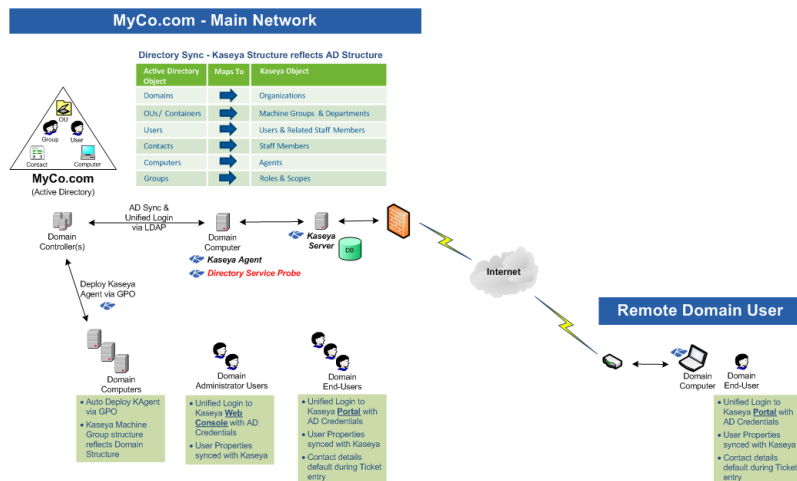 MyCo.com - Main Network
Directory Sync - Kaseya Structure reflects AD Structure
Active Directory Object
Maps To
Kaseya Object
Domains
Organizations
OUs/ Containers
Machine Groups & Departments
Users
Users & Related Staff Members
Contacts
Staff Members
Computers
Agents
Groups
Roles & Scopes
OU
Group
User
Contact
Computer
MyCo.com
(Active Directory)
AD Sync &
Unified Login
via LDAP
Domain
Controller(s)
Domain
Computer
Kaseya Agent
Directory Service Probe
Kaseya
Server
DB
Internet
Deploy Kaseya
Agent via GPO
Domain
Computers
• Auto Deploy KAgent
via GPO
• Kaseya Machine
Group structure
reflects Domain
Structure
Domain
Administrator Users
• Unified Login to
Kaseya Web
Console with AD
Credentials
• User Properties
synced with Kaseya
Domain
End-Users
• Unified Login to
Kaseya Portal with
AD Credentials
• User Properties
synced with Kaseya
• Contact details
default during Ticket
entry
Remote Domain User
Domain
Computer
Domain
End-User
• Unified Login to
Kaseya Portal with
AD Credentials
• User Properties
synced with Kaseya
• Contact details
default during Ticket
entry